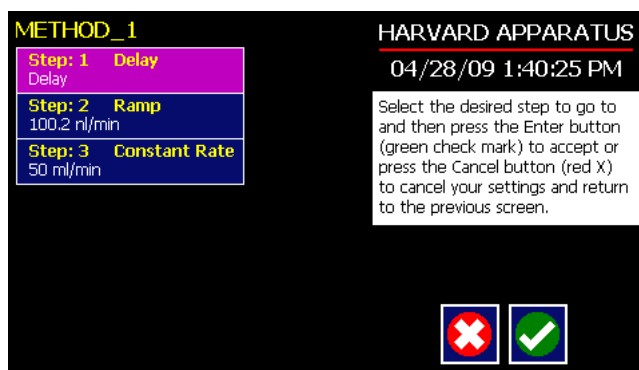 METHOD_1
Step: 1 Delay
Delay
Step: 2 Ramp
100.2 nl/min
Step: 3 Constant Rate
50 ml/min
HARVARD APPARATUS
04/28/09 1:40:25 PM
Select the desired step to go to
and then press the Enter button
(green check mark) to accept or
press the Cancel button (red X)
to cancel your settings and return
to the previous screen.